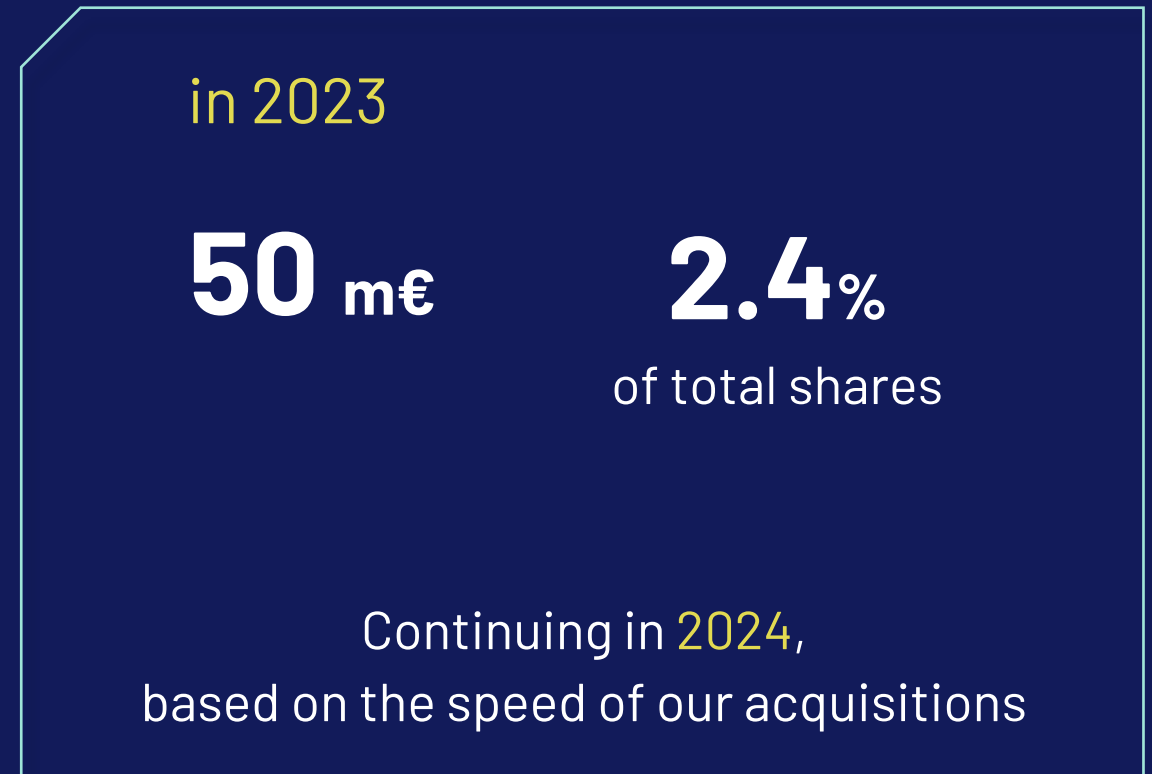 in 2023
50 m€
2.4%
of total shares
Continuing in 2024,
based on the speed of our acquisitions